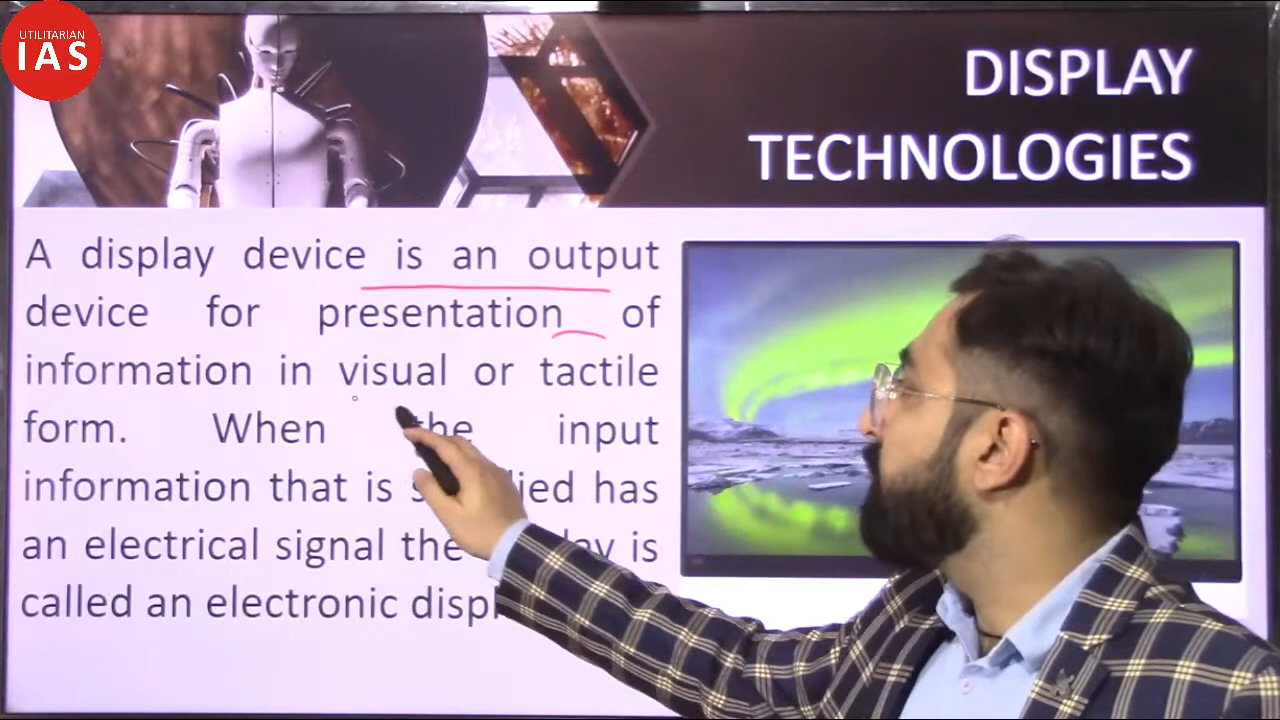 UTILITARIAN
IAS
DISPLAY
TECHNOLOGIES
A display device is an output
device for presentation of
information in visual or tactile
form. When the input
information that is has
an electrical signal the is
called an electronic